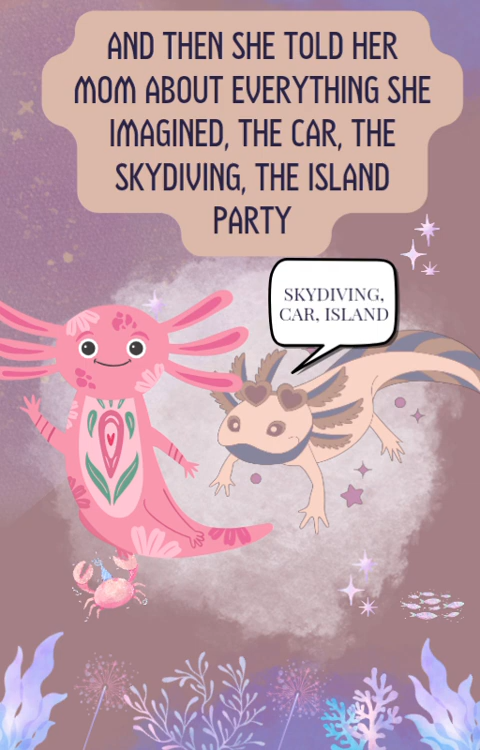 AND THEN SHE TOLD HER
MOM ABOUT EVERYTHING SHE
IMAGINED, THE CAR, THE
SKYDIVING, THE ISLAND
PARTY
SKYDIVING,
CAR, ISLAND